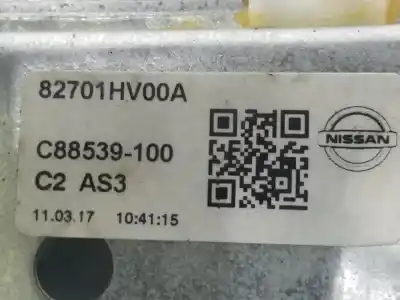 82701HV00A
C88539-100
C2 AS3
11.03.17 10:41:15
NISSAN